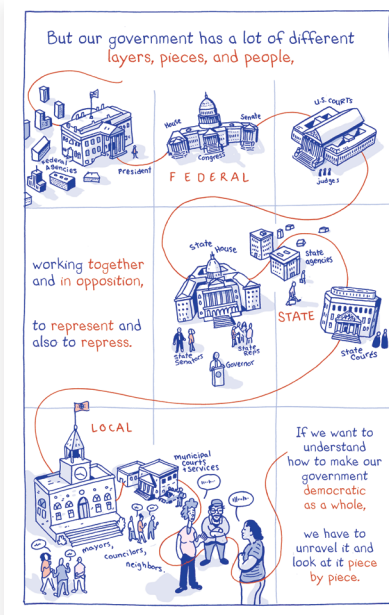 But our government has a lot of different
layers, pieces, and people,
House
Senate
Congress
U.S. COURTS
judges
Federal
agencies
President
FEDERAL
working together
and in opposition,
to represent and
also to repress.
State House
State
agencies
STATE
State
Senators
State
Reps
Governor
State
Courts
LOCAL
municipal
courts
+ services
mayors,
councilors,
neighbors.
If we want to
understand
how to make our
government
democratic
as a whole,
we have to
unravel it and
look at it piece
by piece.